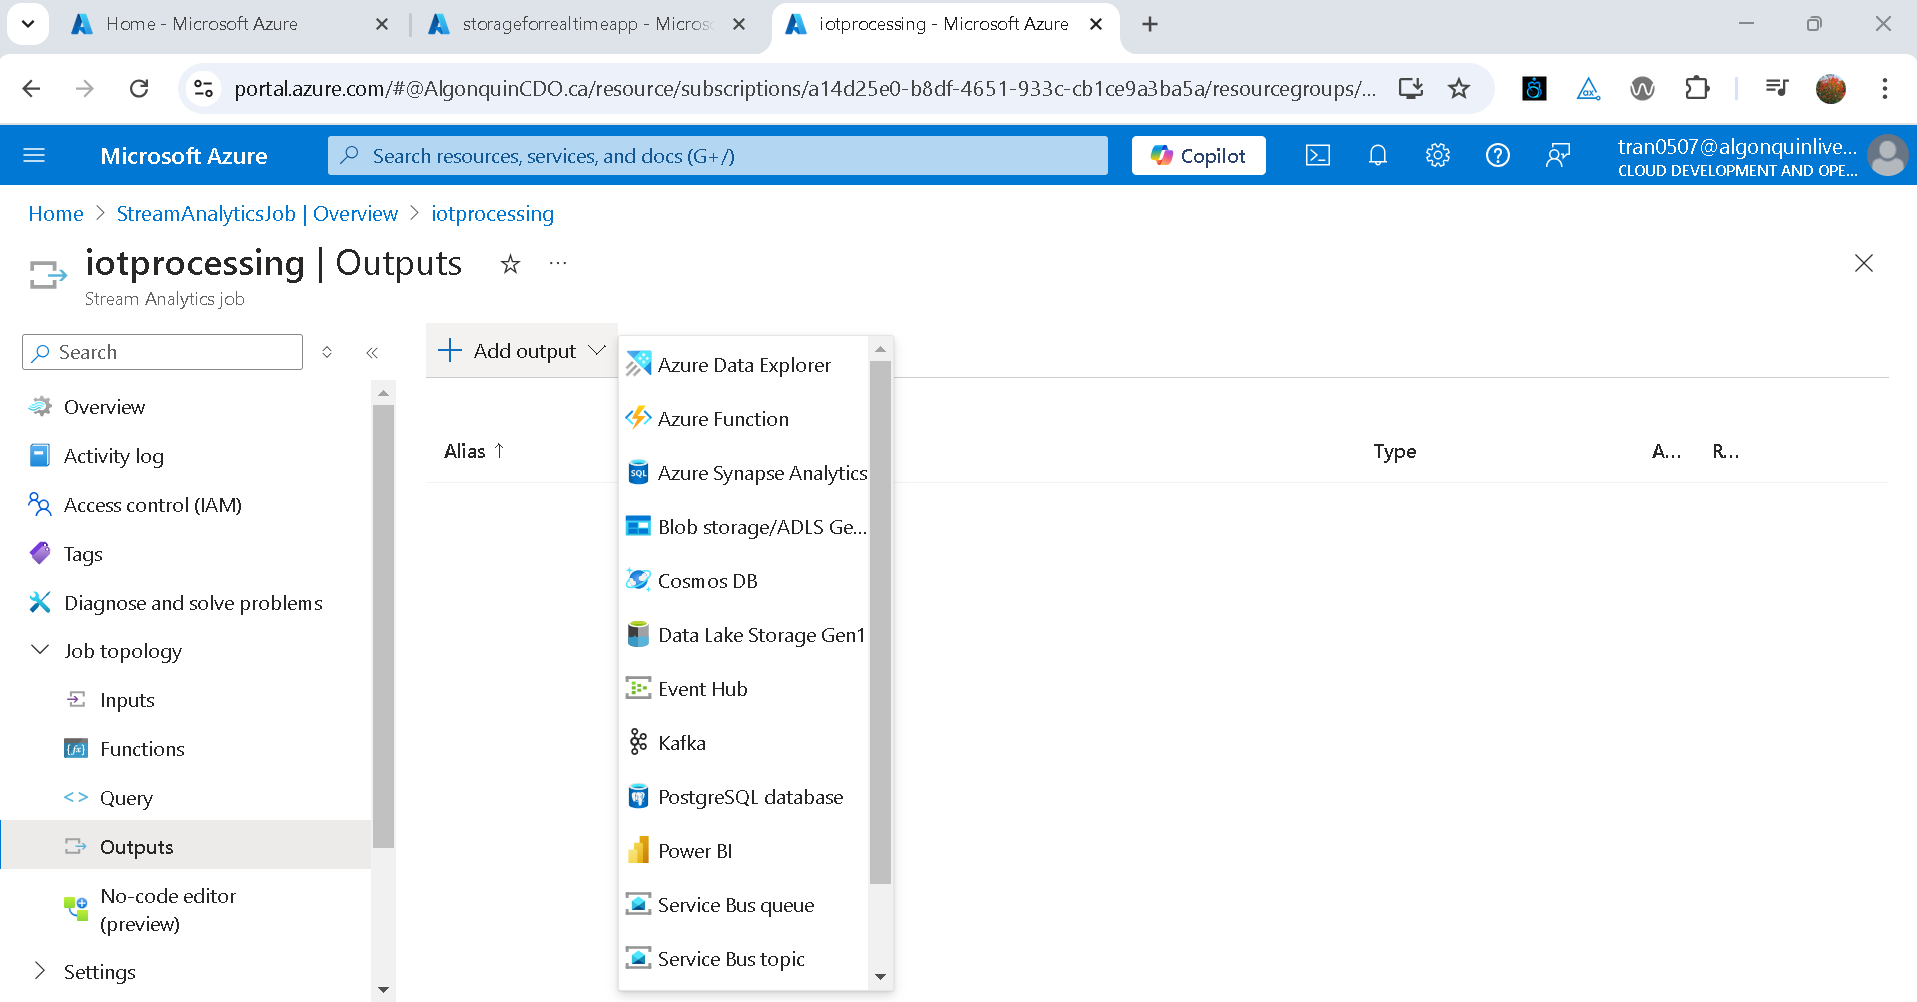 Home - Microsoft Azure
storageforrealtimeapp - Micros
iotprocessing - Microsoft Azure
portal.azure.com/#@AlgonquinCDO.ca/resource/subscriptions/a14d25e0-b8df-4651-933c-cb1ce9a3ba5a/resourcegroups/...
Microsoft Azure
Search resources, services, and docs (G+/)
Copilot
tran0507@algonquinlive...
CLOUD DEVELOPMENT AND OPE...
Home > StreamAnalyticsJob | Overview > iotprocessing
iotprocessing | Outputs
...
Stream Analytics job
Search
Overview
Activity log
Access control (IAM)
Tags
Diagnose and solve problems
Job topology
Inputs
Functions
Query
Outputs
No-code editor
(preview)
Settings
Add output
Azure Data Explorer
Azure Function
SQL Azure Synapse Analytics
Blob storage/ADLS Ge...
Cosmos DB
Data Lake Storage Gen1
Event Hub
Kafka
PostgreSQL database
Power BI
Service Bus queue
Service Bus topic
Alias ↑
Type
A...
R...